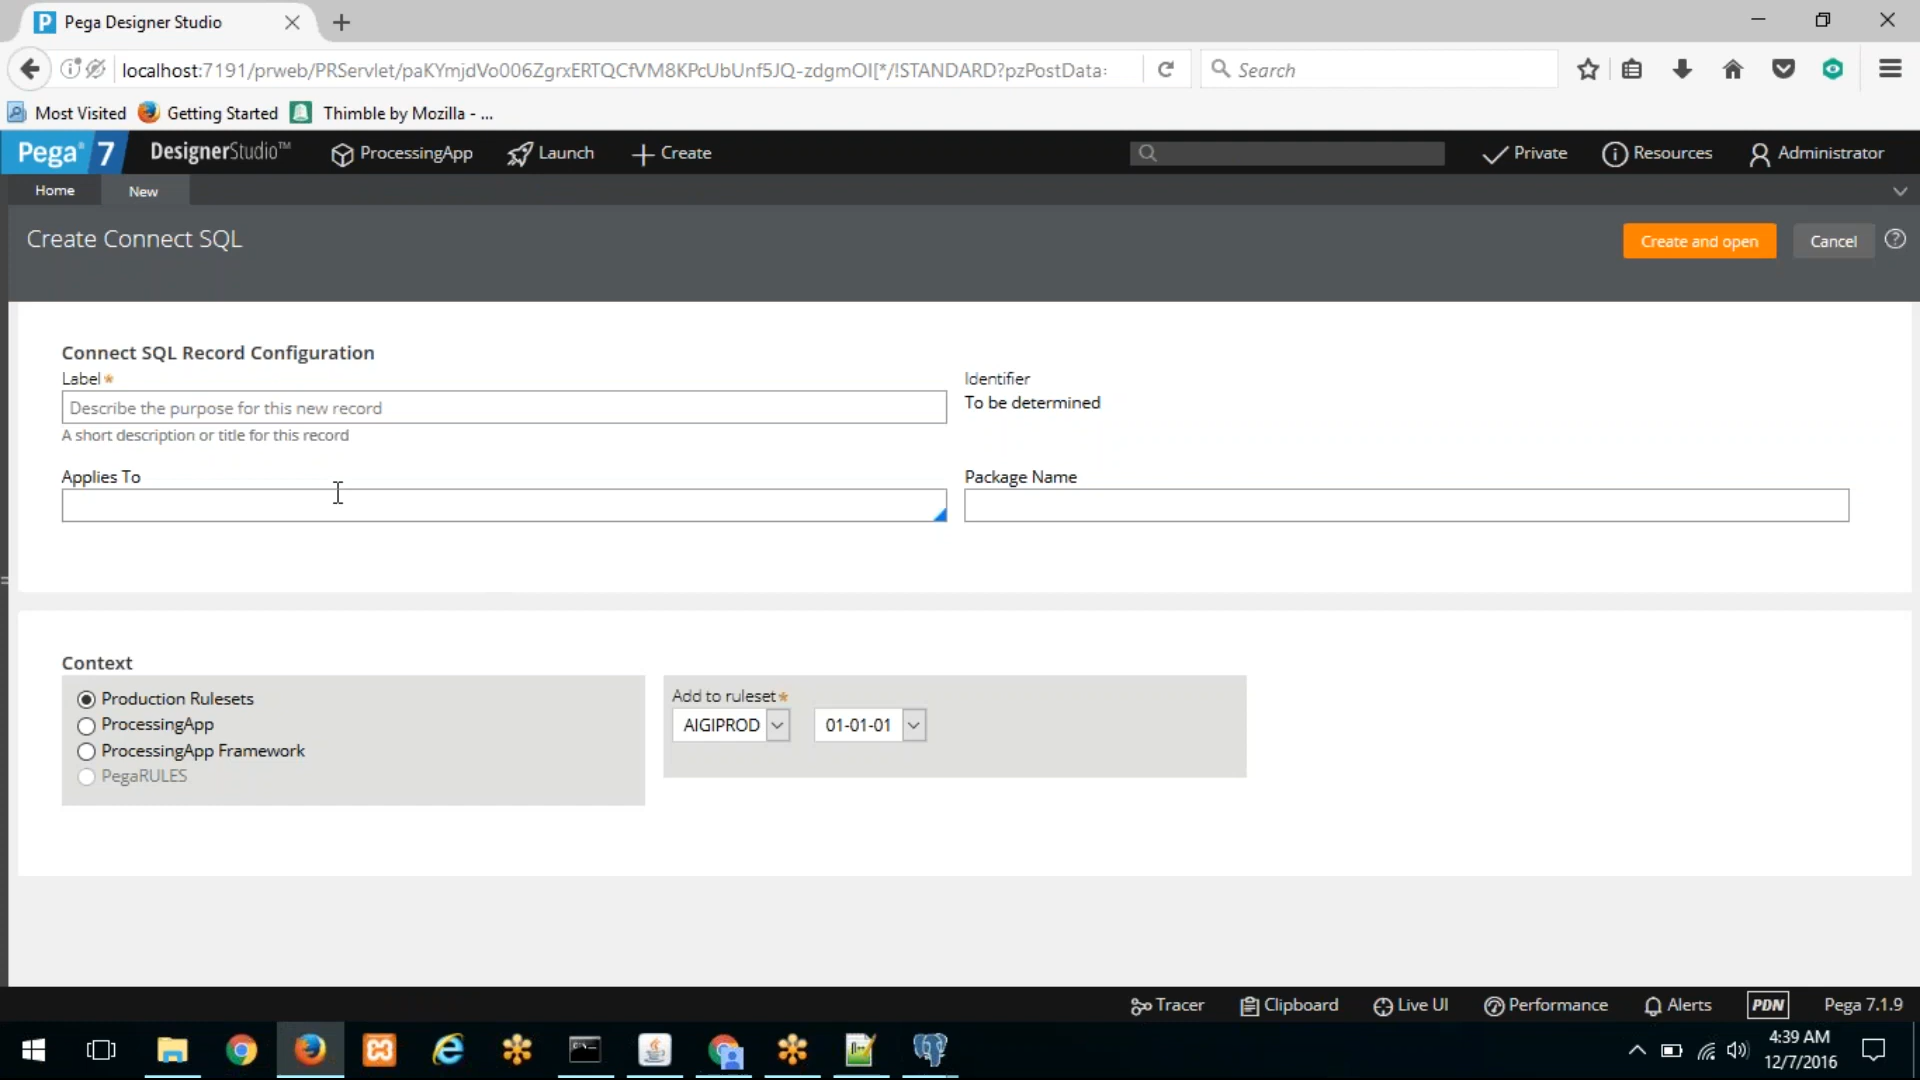 Pega Designer Studio
localhost:7191/prweb/PRServlet/paKYmjdVo006ZgrxERTQCfVM8KPcUbUnf5JQ-zdgmOI[*/!STANDARD?pzPostData:
Search
Most Visited
Getting Started
Thimble by Mozilla - ...
Pega 7
DesignerStudio™
ProcessingApp
Launch
Create
Private
Resources
Administrator
Home
New
Create Connect SQL
Create and open
Cancel
Connect SQL Record Configuration
Label*
Identifier
Describe the purpose for this new record
To be determined
A short description or title for this record
Applies To
Package Name
Context
Production Rulesets
ProcessingApp
ProcessingApp Framework
PegaRULES
Add to ruleset*
AIGIPROD
01-01-01
Tracer
Clipboard
Live UI
Performance
Alerts
PDN
Pega 7.1.9
4:39 AM
12/7/2016